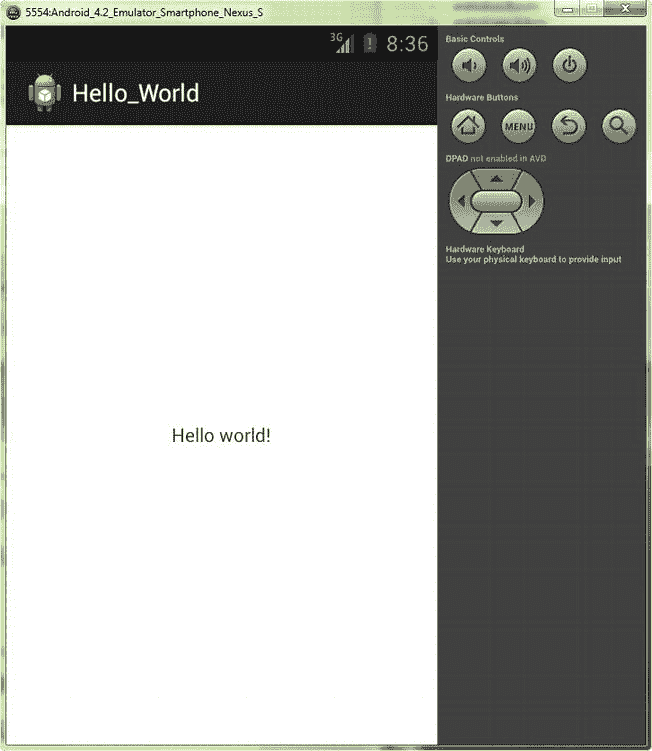 5554:Android_4.2_Emulator_Smartphone_Nexus_S
3G 8:36
Hello_World
Hello world!
Basic Controls
Hardware Buttons
MENU
DPAD not enabled in AVD
Hardware Keyboard
Use your physical keyboard to provide input